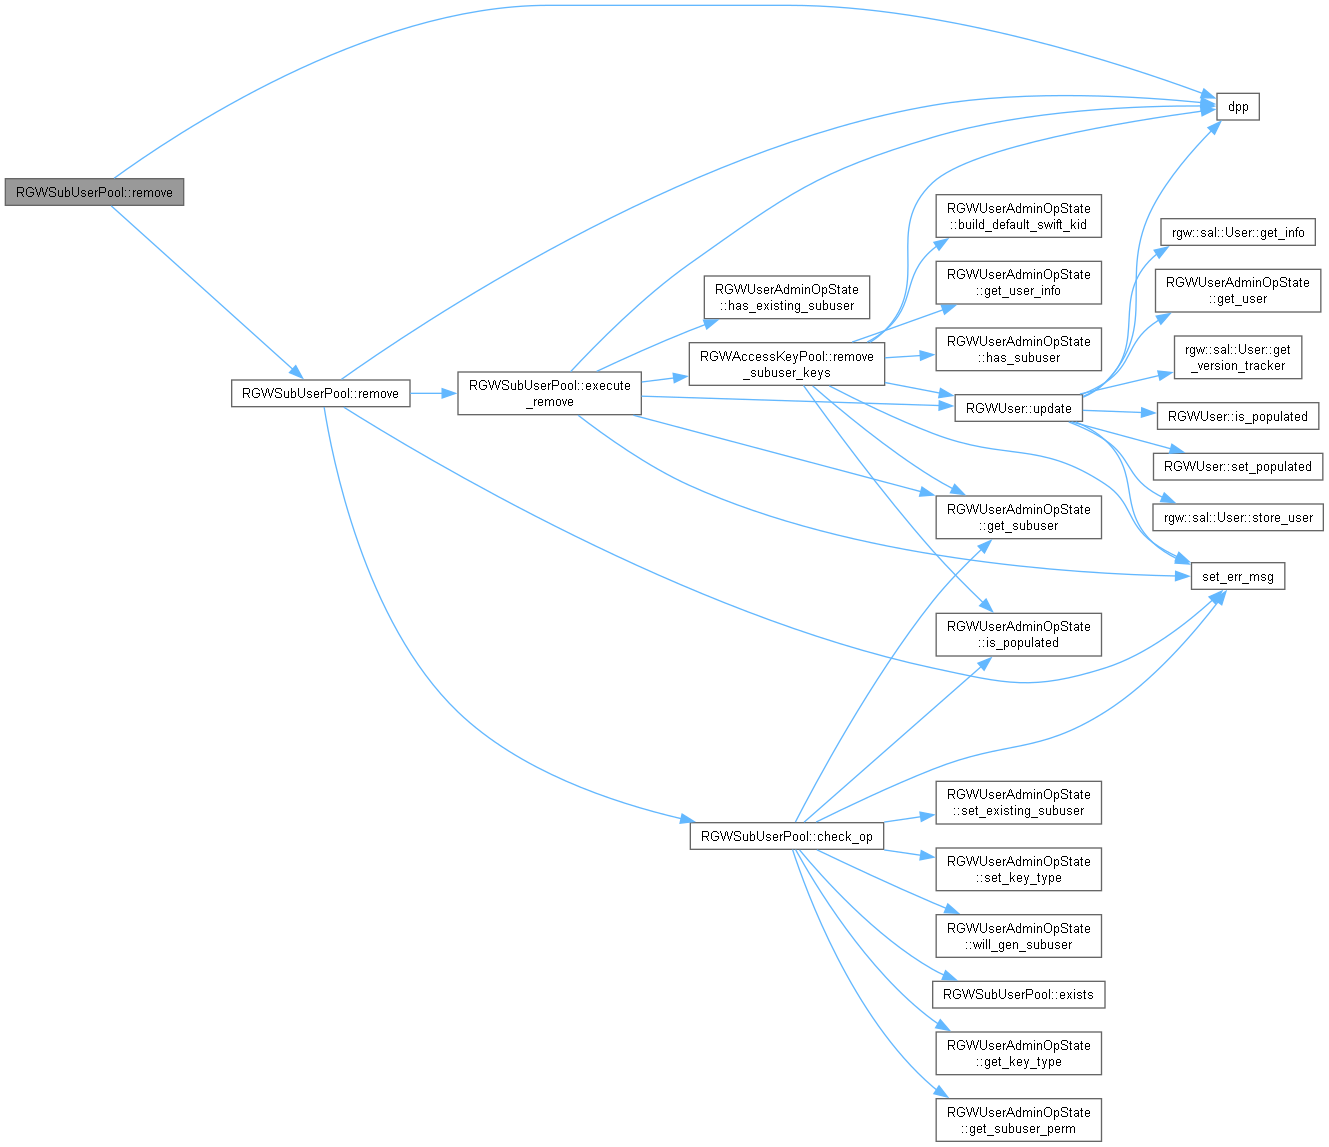 RGWSubUserPool::remove
RGWSubUserPool::remove
RGWSubUserPool::execute
_remove
RGWUserAdminOpState
::has_existing_subuser
RGWAccessKeyPool::remove
_subuser_keys
RGWSubUserPool::check_op
RGWUserAdminOpState
::build_default_swift_kid
RGWUserAdminOpState
::get_user_info
RGWUserAdminOpState
::has_subuser
RGWUser::update
RGWUserAdminOpState
::get_subuser
RGWUserAdminOpState
::is_populated
RGWUserAdminOpState
::set_existing_subuser
RGWUserAdminOpState
::set_key_type
RGWUserAdminOpState
::will_gen_subuser
RGWSubUserPool::exists
RGWUserAdminOpState
::get_key_type
RGWUserAdminOpState
::get_subuser_perm
dpp
rgw::sal::User::get_info
RGWUserAdminOpState
::get_user
rgw::sal::User::get
_version_tracker
RGWUser::is_populated
RGWUser::set_populated
rgw::sal::User::store_user
set_err_msg